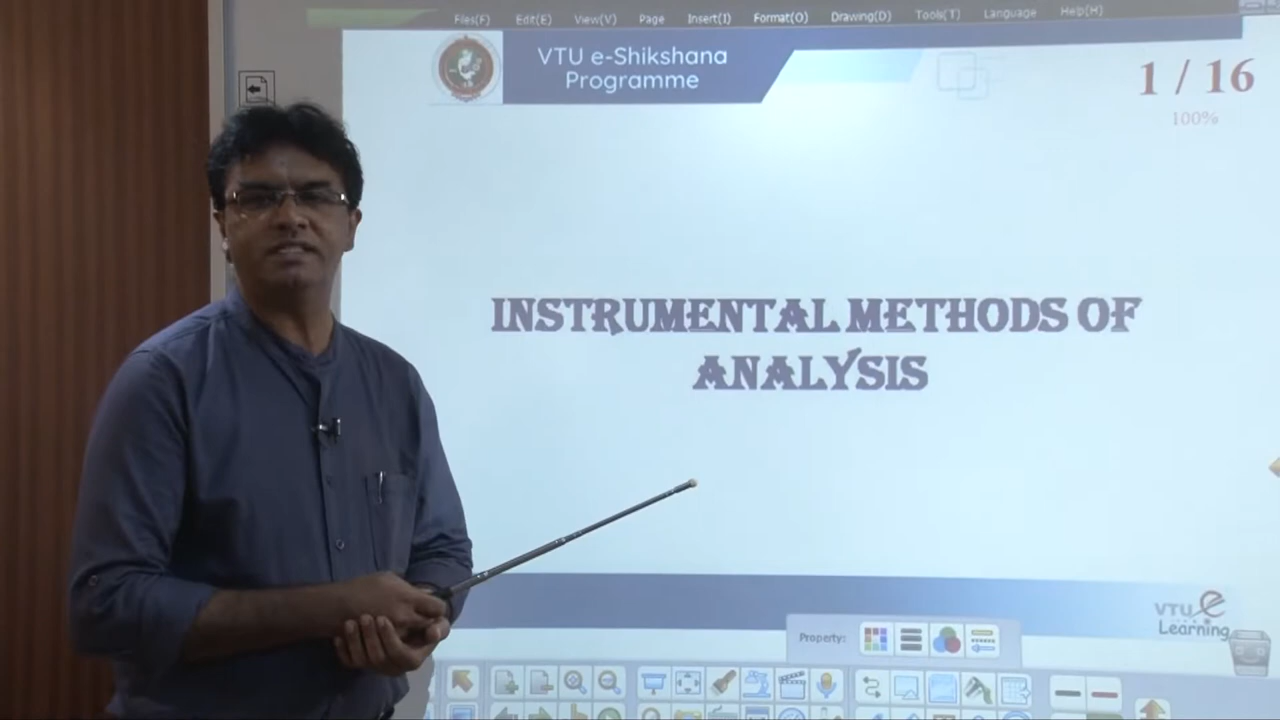 Files(F) Edit(E) View(V) Page Insert(I) Format(O) Drawing(D) Tools(T) Language Help(H)
VTU e-Shikshana
Programme
1 / 16
100%
INSTRUMENTAL METHODS OF
ANALYSIS
VTU e
Learning
Property: